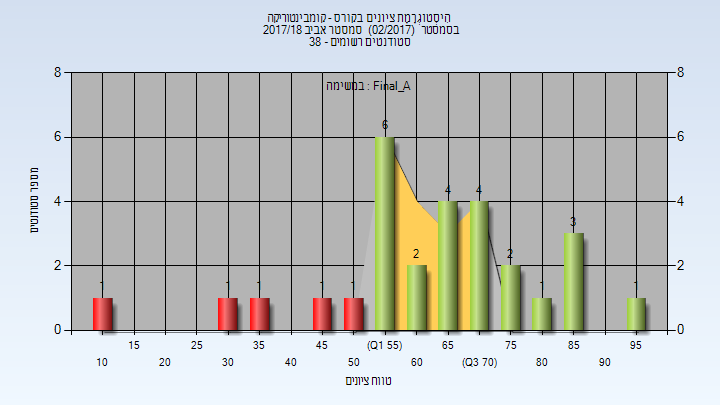 היסטוגרמת ציונים בקורס - קומבינטוריקה
בסמסטר (02/2017) סמסטר אביב 2017/18
סטודנטים רשומים - 38
במשימה : Final_A
8 8
6 6
4 4
2 2
0 0
מספר סטודנטים
1 1 1 1 1 6 2 4 4 2 1 3 1
15 25 35 45 (Q1 55) 65 75 85 95
10 20 30 40 50 60 (Q3 70) 80 90
טווח ציונים